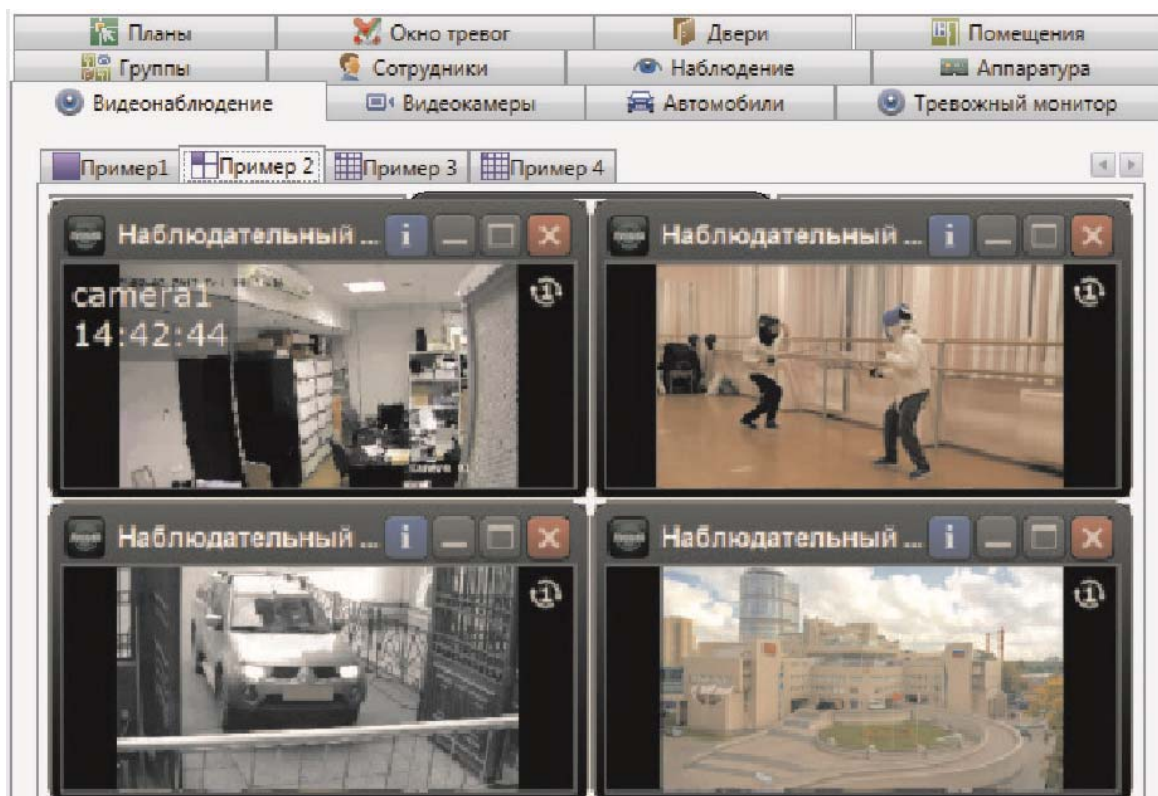 Планы Окно тревог Двери Помещения
Группы Сотрудники Наблюдение Аппаратура
Видеонаблюдение Видеокамеры Автомобили Тревожный монитор
Пример1 Пример 2 Пример 3 Пример 4
Наблюдательный ... Наблюдательный ...
camera1
14:42:44
Наблюдательный ... Наблюдательный ...